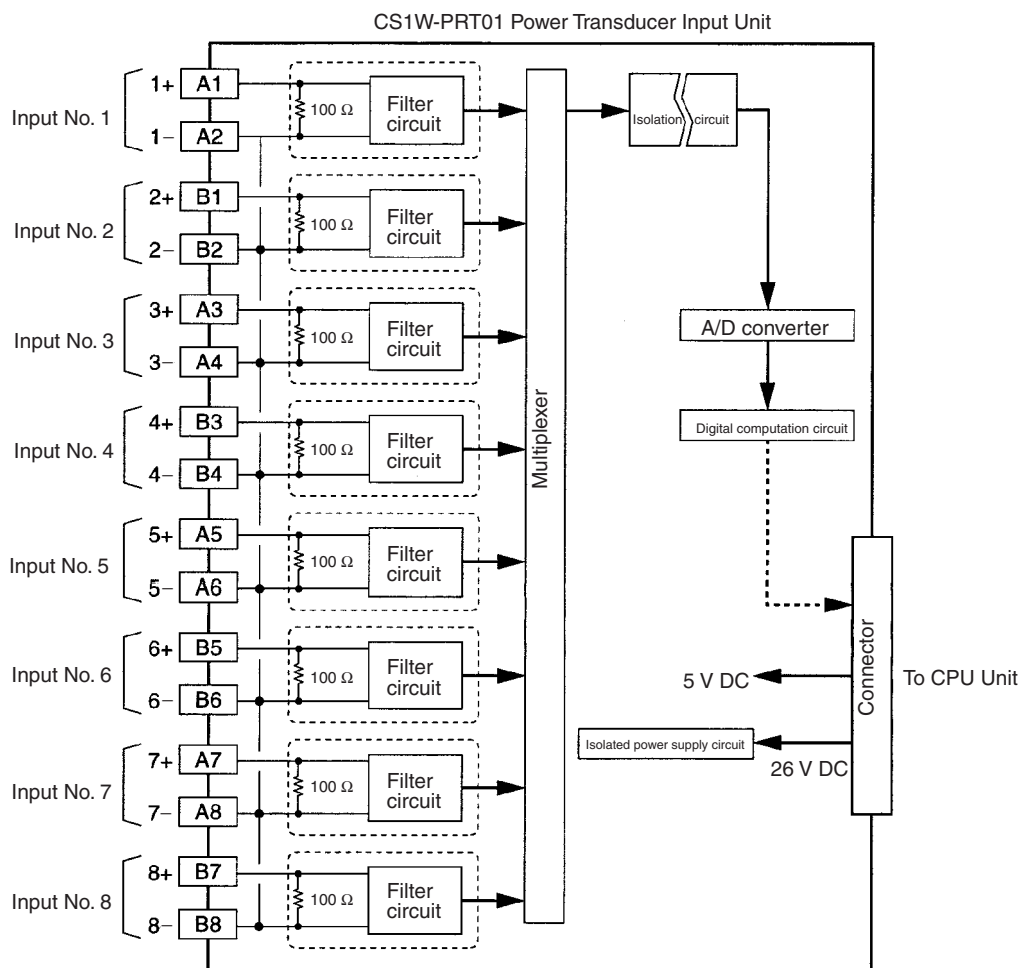 CS1W-PRT01 Power Transducer Input Unit
Input No. 1
1+ A1
1− A2
100 Ω
Filter circuit
Input No. 2
2+ B1
2− B2
100 Ω
Filter circuit
Input No. 3
3+ A3
3− A4
100 Ω
Filter circuit
Input No. 4
4+ B3
4− B4
100 Ω
Filter circuit
Input No. 5
5+ A5
5− A6
100 Ω
Filter circuit
Input No. 6
6+ B5
6− B6
100 Ω
Filter circuit
Input No. 7
7+ A7
7− A8
100 Ω
Filter circuit
Input No. 8
8+ B7
8− B8
100 Ω
Filter circuit
Multiplexer
Isolation circuit
A/D converter
Digital computation circuit
Connector
To CPU Unit
5 V DC
Isolated power supply circuit
26 V DC